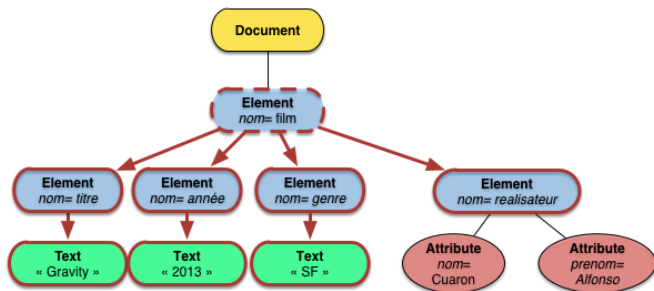 Document
Element
nom= film
Element
nom= titre
Element
nom= année
Element
nom= genre
Element
nom= realisateur
Text
« Gravity »
Text
« 2013 »
Text
« SF »
Attribute
nom=
Cuaron
Attribute
prenom=
Alfonso